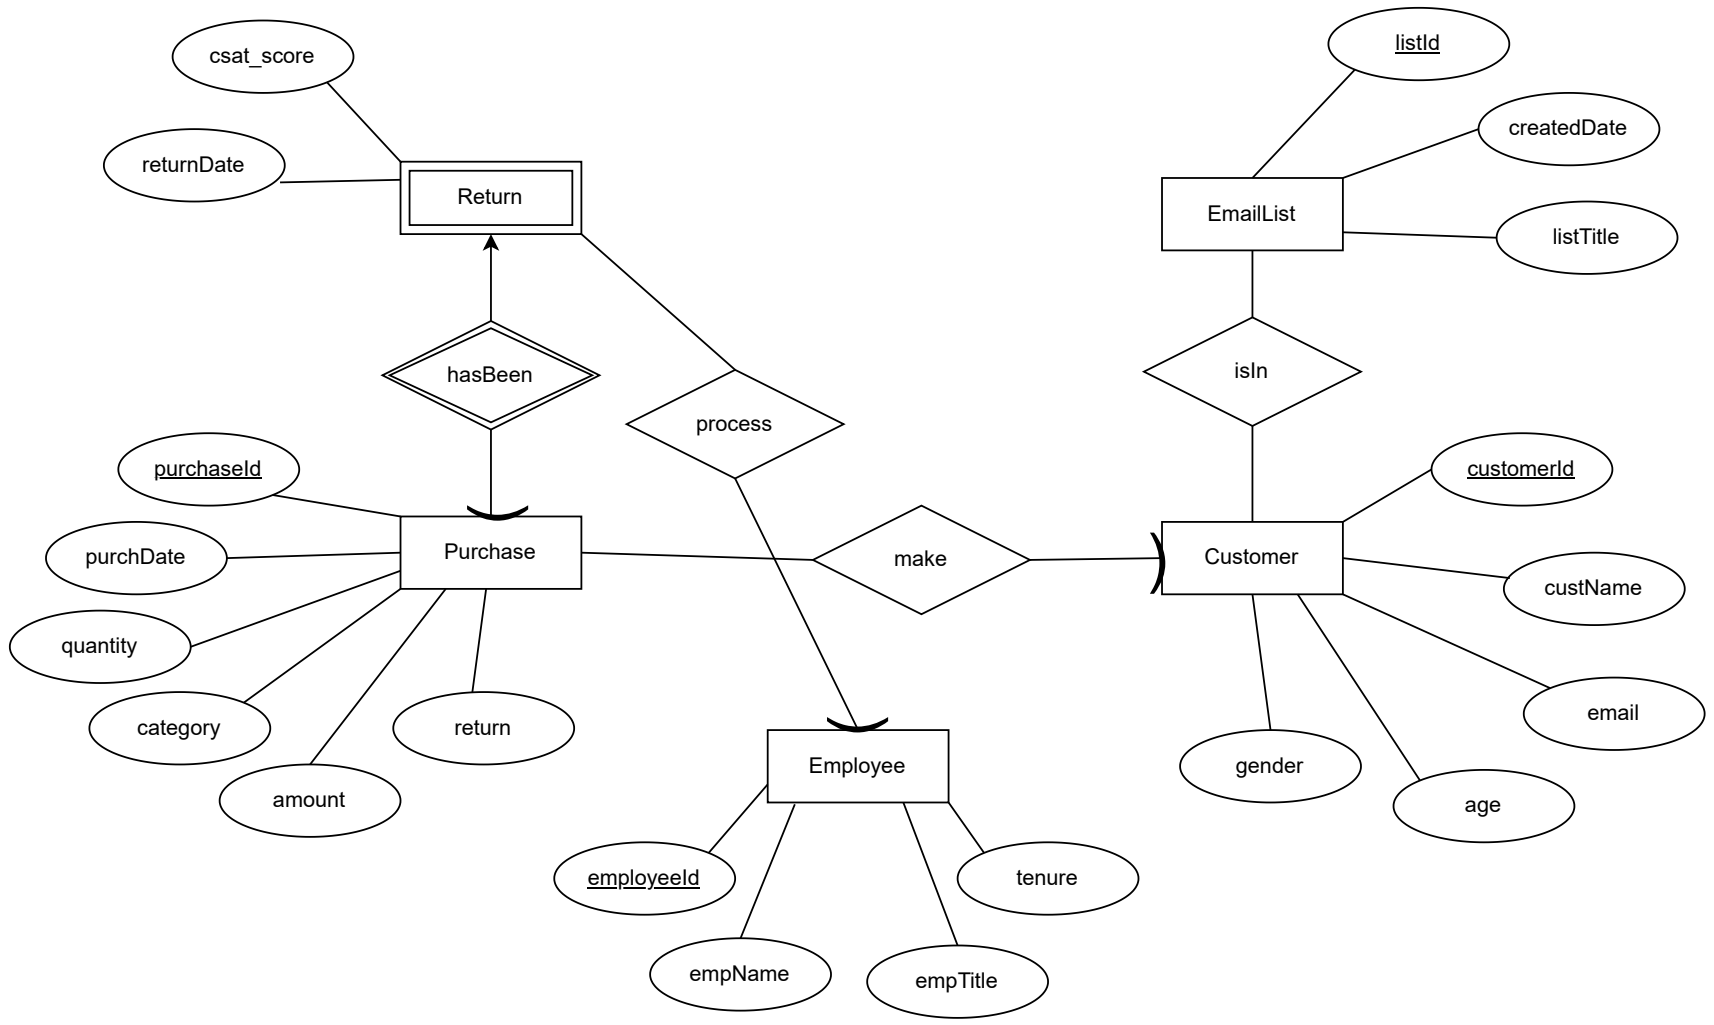 listId
csat_score
createdDate
returnDate
Return
EmailList
listTitle
hasBeen
isIn
process
purchaseId
customerId
purchDate
Purchase
make
Customer
custName
quantity
category
return
email
Employee
gender
amount
age
employeeId
tenure
empName
empTitle